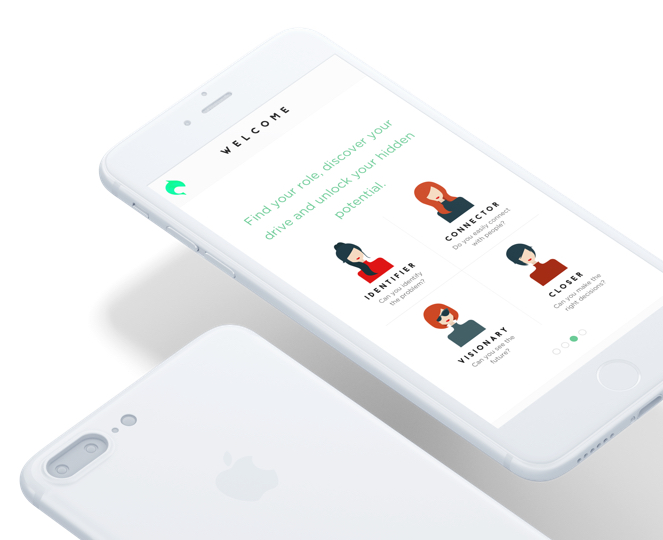 WELCOME
Find your role, discover your
drive and unlock your hidden
potential.
IDENTIFIER
Can you identify
the problem?
CONNECTOR
Do you easily connect
with people?
VISIONARY
Can you see the
future?
CLOSER
Can you make the
right decisions?